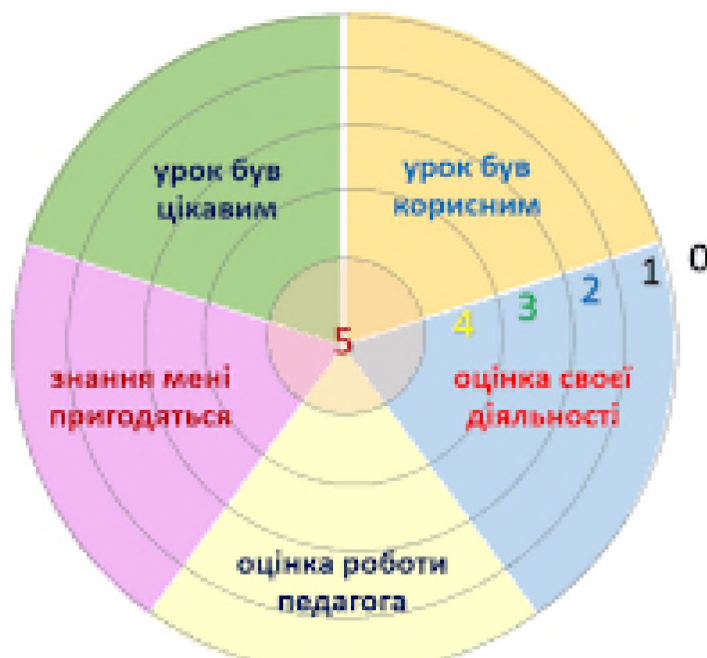 урок був
цікавим
урок був
корисним
0
1
2
3
4
5
знання мені
пригодяться
оцінка своєї
діяльності
оцінка роботи
педагога